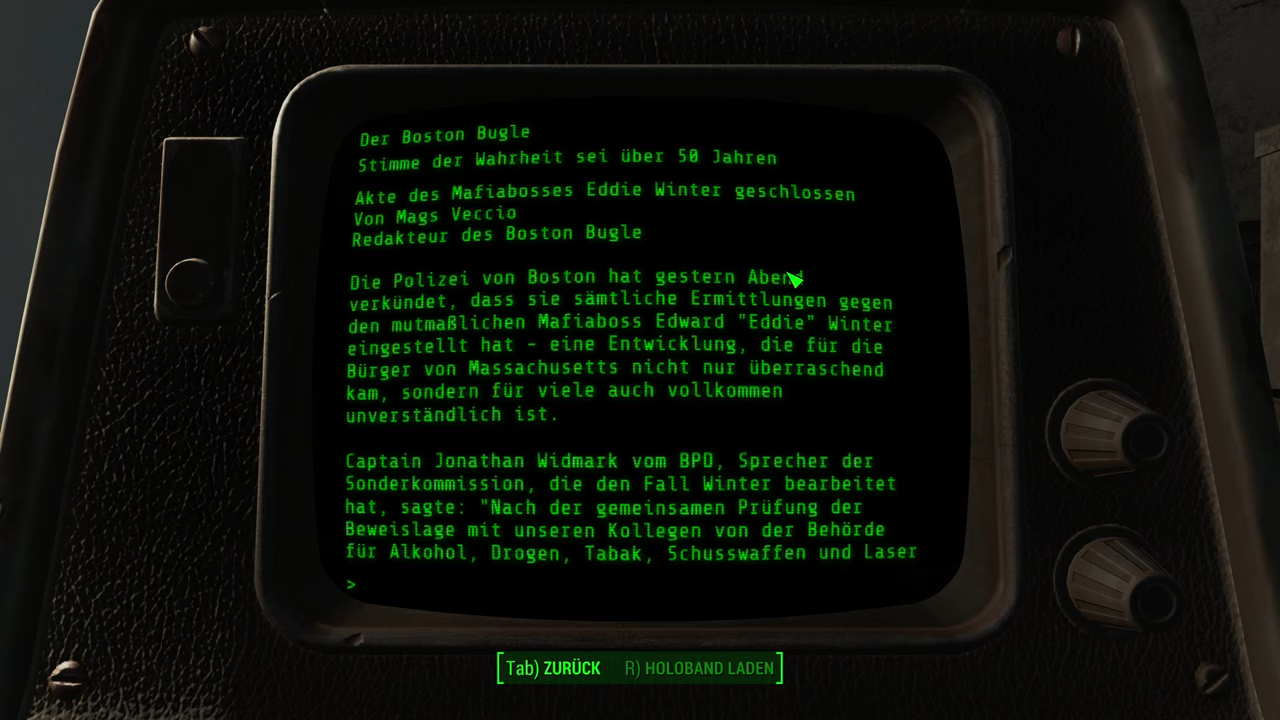 Der Boston Bugle
Stimme der Wahrheit sei über 50 Jahren
Akte des Mafiabosses Eddie Winter geschlossen
Von Mags Veccio
Redakteur des Boston Bugle
Die Polizei von Boston hat gestern Abend
verkündet, dass sie sämtliche Ermittlungen gegen
den mutmaßlichen Mafiaboss Edward "Eddie" Winter
eingestellt hat - eine Entwicklung, die für die
Bürger von Massachusetts nicht nur überraschend
kam, sondern für viele auch vollkommen
unverständlich ist.
Captain Jonathan Widmark vom BPD, Sprecher der
Sonderkommission, die den Fall Winter bearbeitet
hat, sagte: "Nach der gemeinsamen Prüfung der
Beweislage mit unseren Kollegen von der Behörde
für Alkohol, Drogen, Tabak, Schusswaffen und Laser
>
Tab) ZURÜCK R) HOLOBAND LADEN